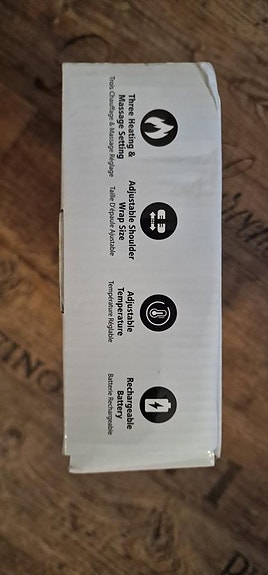 Three Heating &
Massage Setting
Trois Chauffage & Massage Réglage
Adjustable Shoulder
Wrap Size
Taille D'épaule Ajustable
Adjustable
Temperature
Température Réglable
Rechargeable
Battery
Batterie Rechargeable